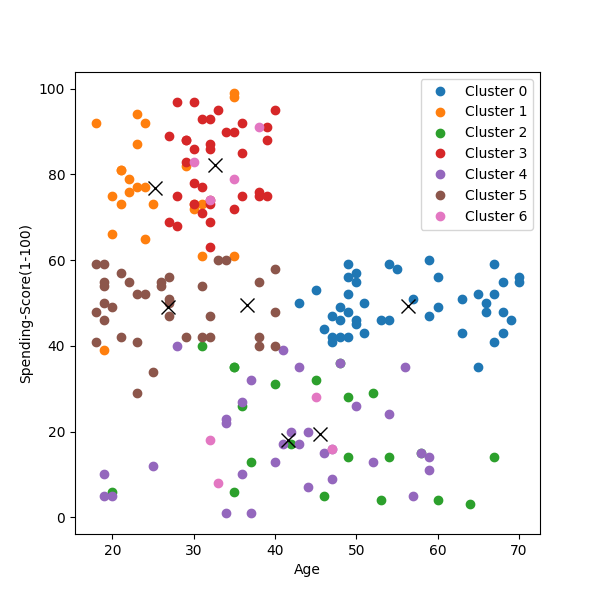 100
80
60
40
20
0
Spending-Score(1-100)
20 30 40 50 60 70
Age
Cluster 0
Cluster 1
Cluster 2
Cluster 3
Cluster 4
Cluster 5
Cluster 6